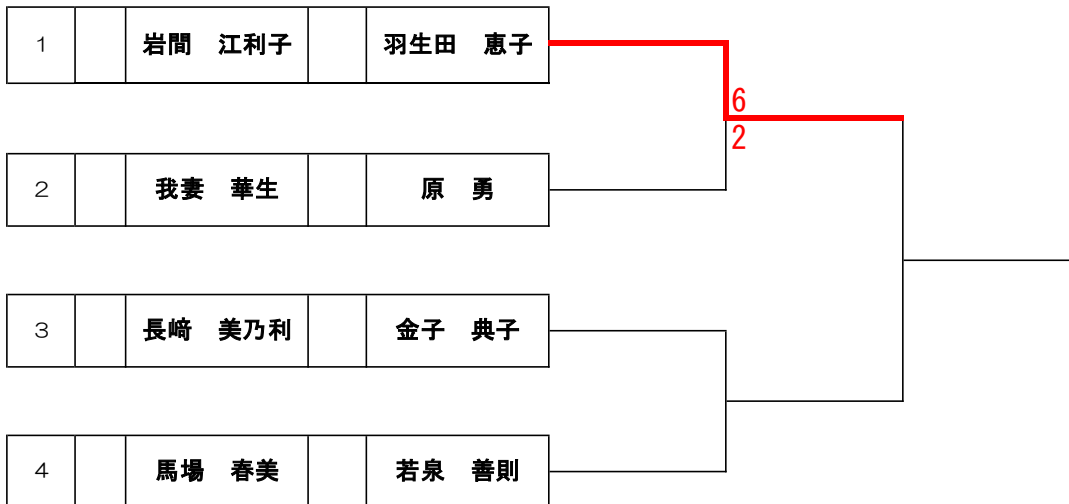 1 岩間 江利子 羽生田 恵子
6
2
2 我妻 華生 原 勇
3 長﨑 美乃利 金子 典子
4 馬場 春美 若泉 善則